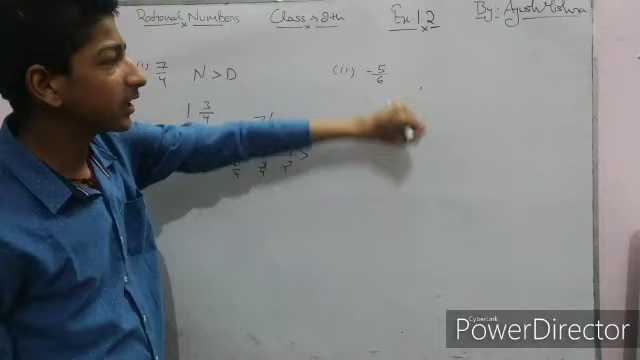 Rational Numbers Class > 8th Ex 1.2 By: Ayush Mishra
(i) 7/4 N > D (ii) -5/6
1 3/4
CyberLink
PowerDirector